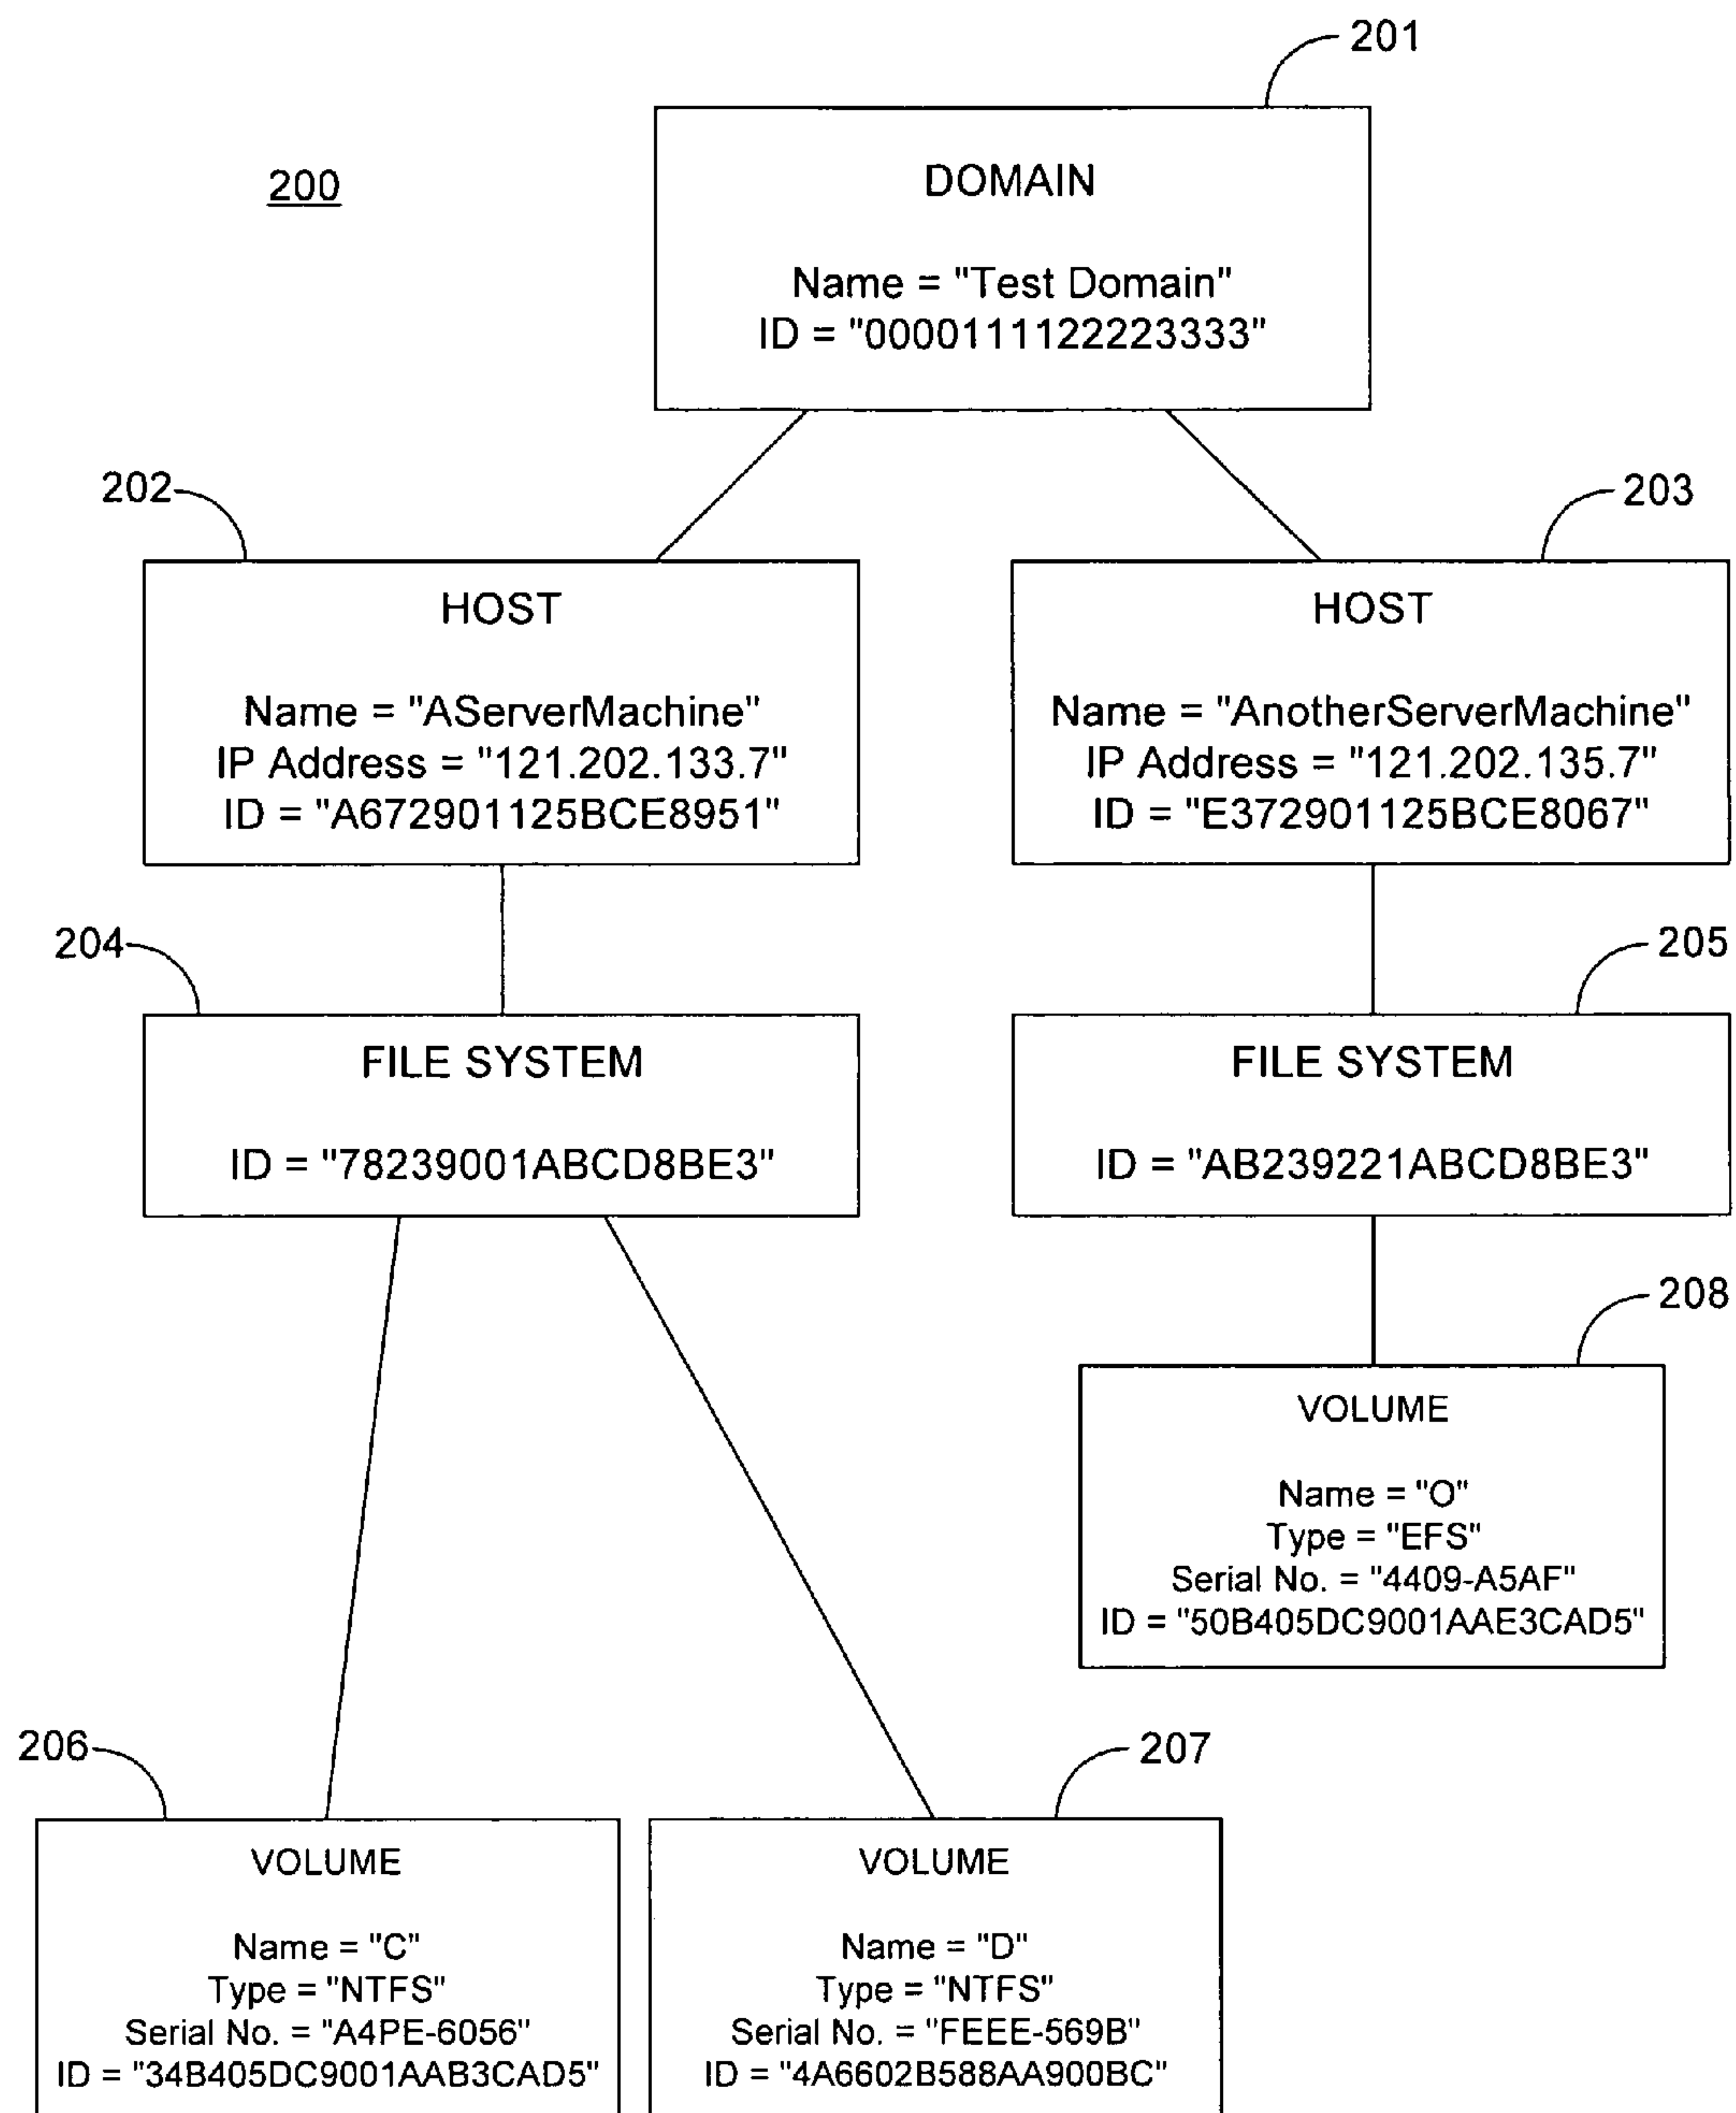 201
200
DOMAIN
Name = "Test Domain"
ID = "0000111122223333"
202
203
HOST
Name = "AServerMachine"
IP Address = "121.202.133.7"
ID = "A672901125BCE8951"
HOST
Name = "AnotherServerMachine"
IP Address = "121.202.135.7"
ID = "E372901125BCE8067"
204
205
FILE SYSTEM
ID = "78239001ABCD8BE3"
FILE SYSTEM
ID = "AB239221ABCD8BE3"
208
VOLUME
Name = "O"
Type = "EFS"
Serial No. = "4409-A5AF"
ID = "50B405DC9001AAE3CAD5"
206
207
VOLUME
Name = "C"
Type = "NTFS"
Serial No. = "A4PE-6056"
ID = "34B405DC9001AAB3CAD5"
VOLUME
Name = "D"
Type = "NTFS"
Serial No. = "FEEE-569B"
ID = "4A6602B588AA900BC"